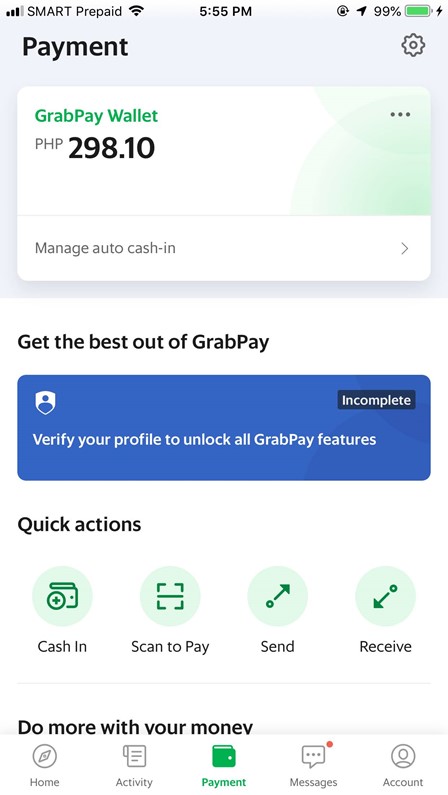 SMART Prepaid 5:55 PM 99%
Payment
GrabPay Wallet
PHP 298.10
Manage auto cash-in
Get the best out of GrabPay
Incomplete
Verify your profile to unlock all GrabPay features
Quick actions
Cash In Scan to Pay Send Receive
Do more with your money
Home Activity Payment Messages Account